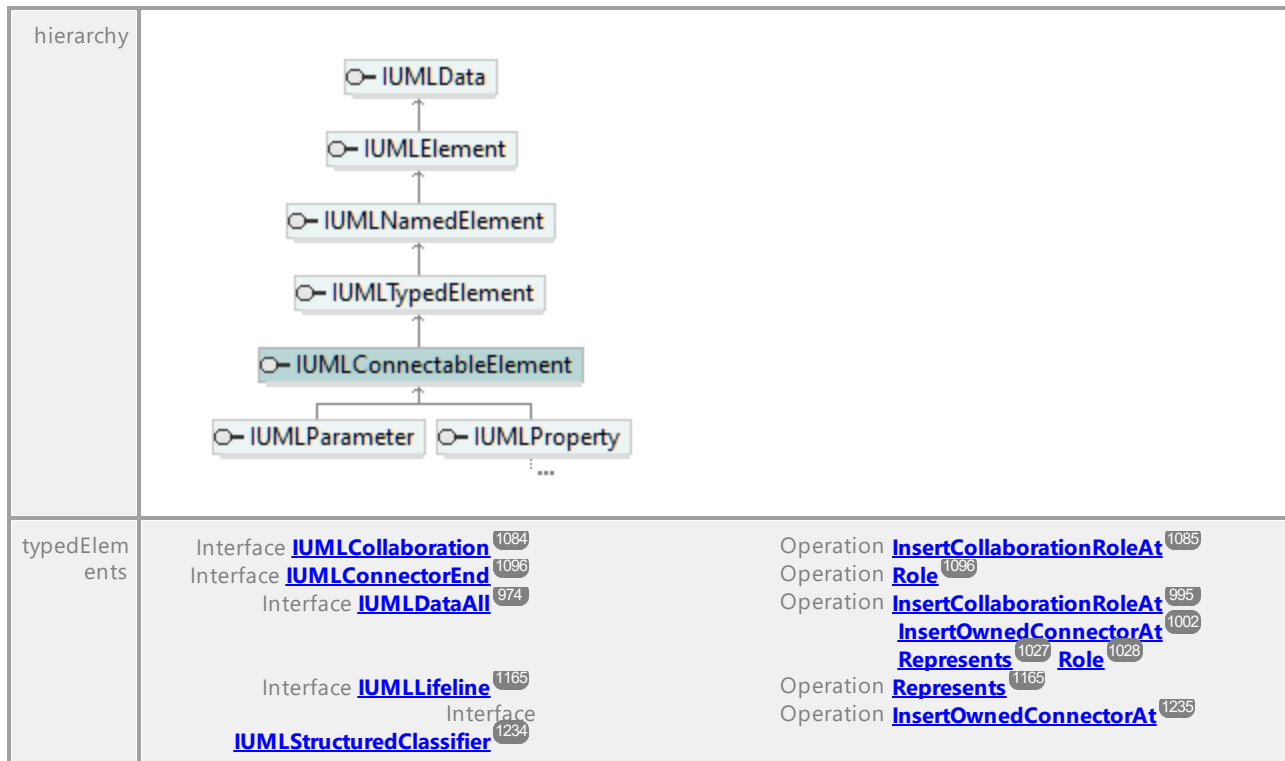 hierarchy
IUMLData
IUMLElement
IUMLNamedElement
IUMLTypedElement
IUMLConnectableElement
IUMLParameter IUMLProperty
...
typedElem
ents
Interface IUMLCollaboration 1084 Operation InsertCollaborationRoleAt 1085
Interface IUMLConnectorEnd 1096 Operation Role 1096
Interface IUMLDataAll 974 Operation InsertCollaborationRoleAt 995
InsertOwnedConnectorAt 1002
Represents 1027 Role 1028
Interface IUMLLifeline 1165 Operation Represents 1165
Interface Operation InsertOwnedConnectorAt 1235
IUMLStructuredClassifier 1234